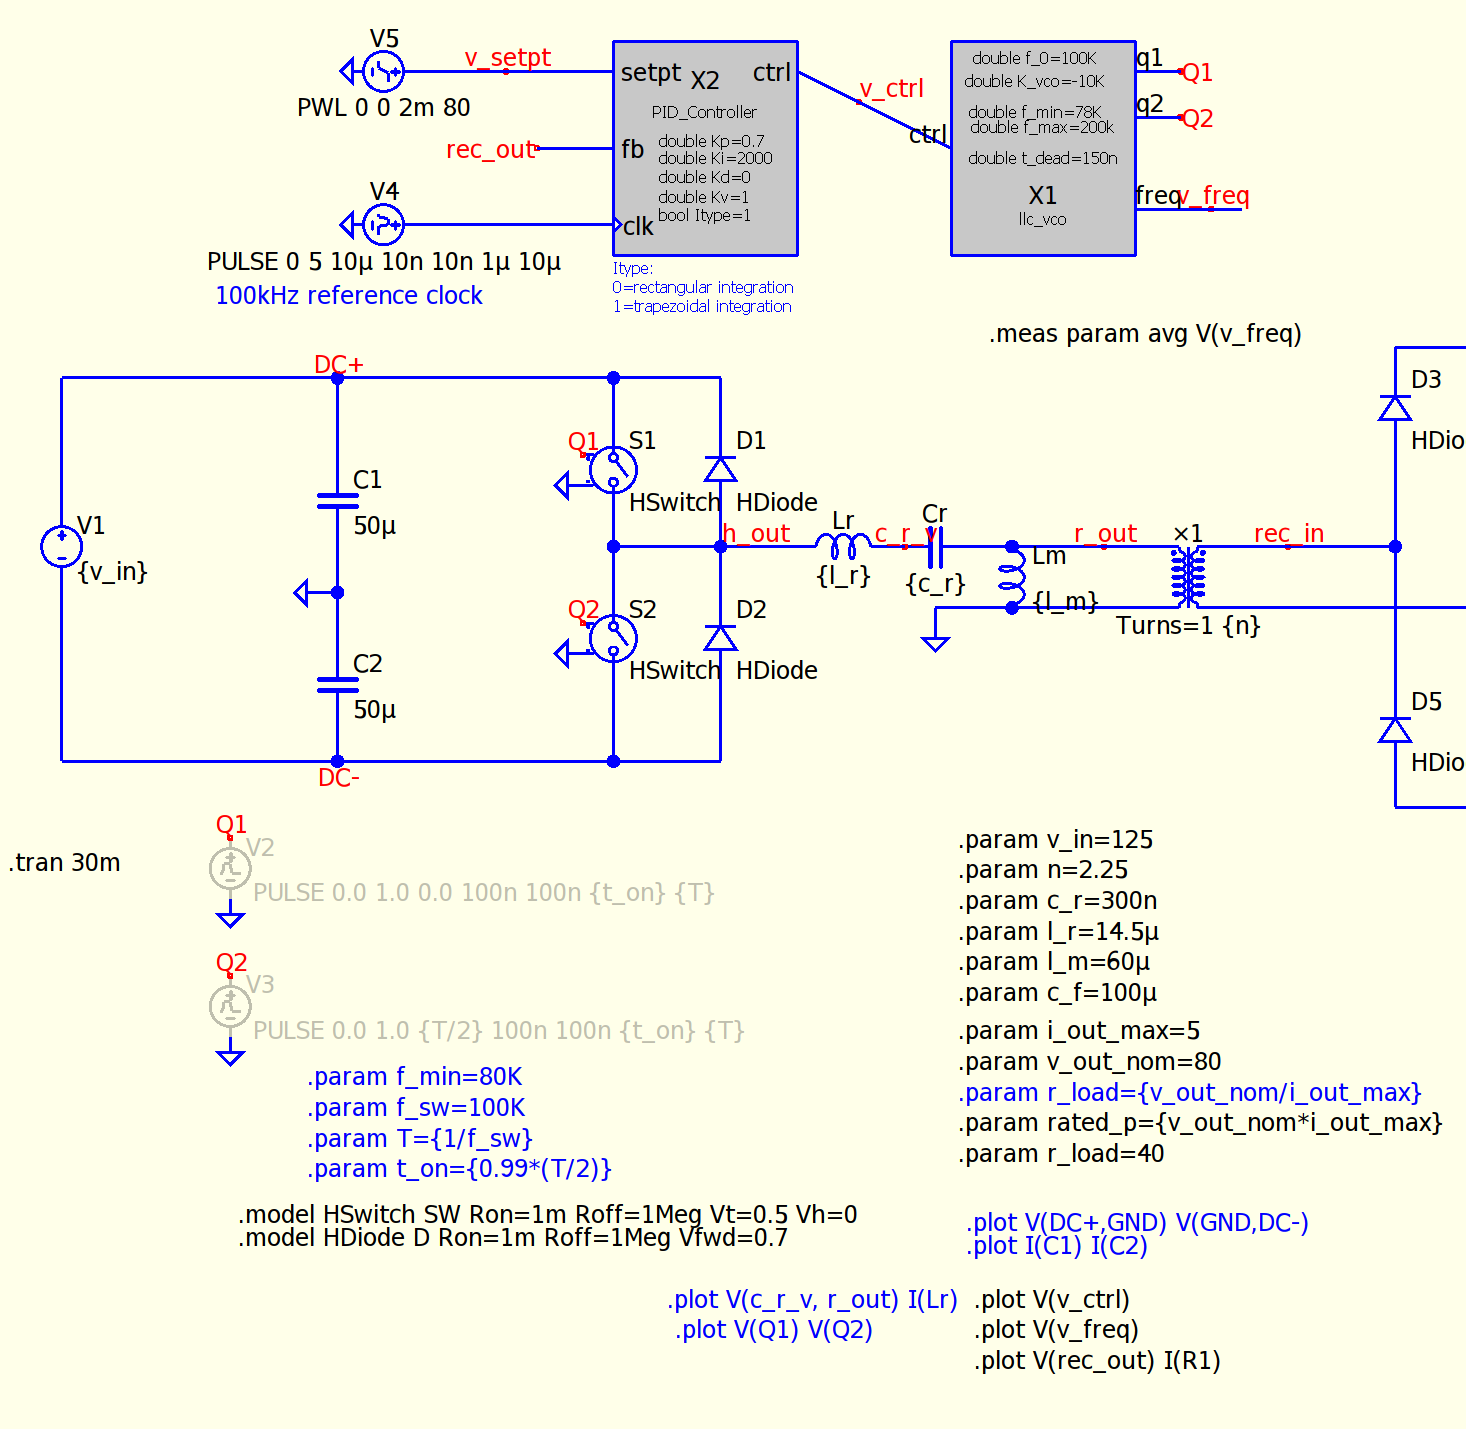 V5
v_setpt
PWL 0 0 2m 80
rec_out
V4
PULSE 0 5 10µ 10n 10n 1µ 10µ
100kHz reference clock
setpt X2 ctrl
PID_Controller
fb
double Kp=0.7
double Ki=2000
double Kd=0
double Kv=1
bool Itype=1
clk
Itype:
0=rectangular integration
1=trapezoidal integration
v_ctrl
ctrl
double f_0=100K
double K_vco=-10K
double f_min=78K
double f_max=200k
double t_dead=150n
X1
llc_vco
q1
Q1
q2
Q2
freq
v_freq
.meas param avg V(v_freq)
DC+
V1
{v_in}
C1
50µ
C2
50µ
DC-
Q1
S1
HSwitch
D1
HDiode
Q2
S2
HSwitch
D2
HDiode
h_out
Lr
{l_r}
c_r_v
Cr
{c_r}
Lm
{l_m}
r_out
×1
Turns=1 {n}
rec_in
D3
HDio
D5
HDio
.tran 30m
Q1
V2
PULSE 0.0 1.0 0.0 100n 100n {t_on} {T}
Q2
V3
PULSE 0.0 1.0 {T/2} 100n 100n {t_on} {T}
.param f_min=80K
.param f_sw=100K
.param T={1/f_sw}
.param t_on={0.99*(T/2)}
.param v_in=125
.param n=2.25
.param c_r=300n
.param l_r=14.5µ
.param l_m=60µ
.param c_f=100µ
.param i_out_max=5
.param v_out_nom=80
.param r_load={v_out_nom/i_out_max}
.param rated_p={v_out_nom*i_out_max}
.param r_load=40
.model HSwitch SW Ron=1m Roff=1Meg Vt=0.5 Vh=0
.model HDiode D Ron=1m Roff=1Meg Vfwd=0.7
.plot V(DC+,GND) V(GND,DC-)
.plot I(C1) I(C2)
.plot V(c_r_v, r_out) I(Lr)
.plot V(Q1) V(Q2)
.plot V(v_ctrl)
.plot V(v_freq)
.plot V(rec_out) I(R1)